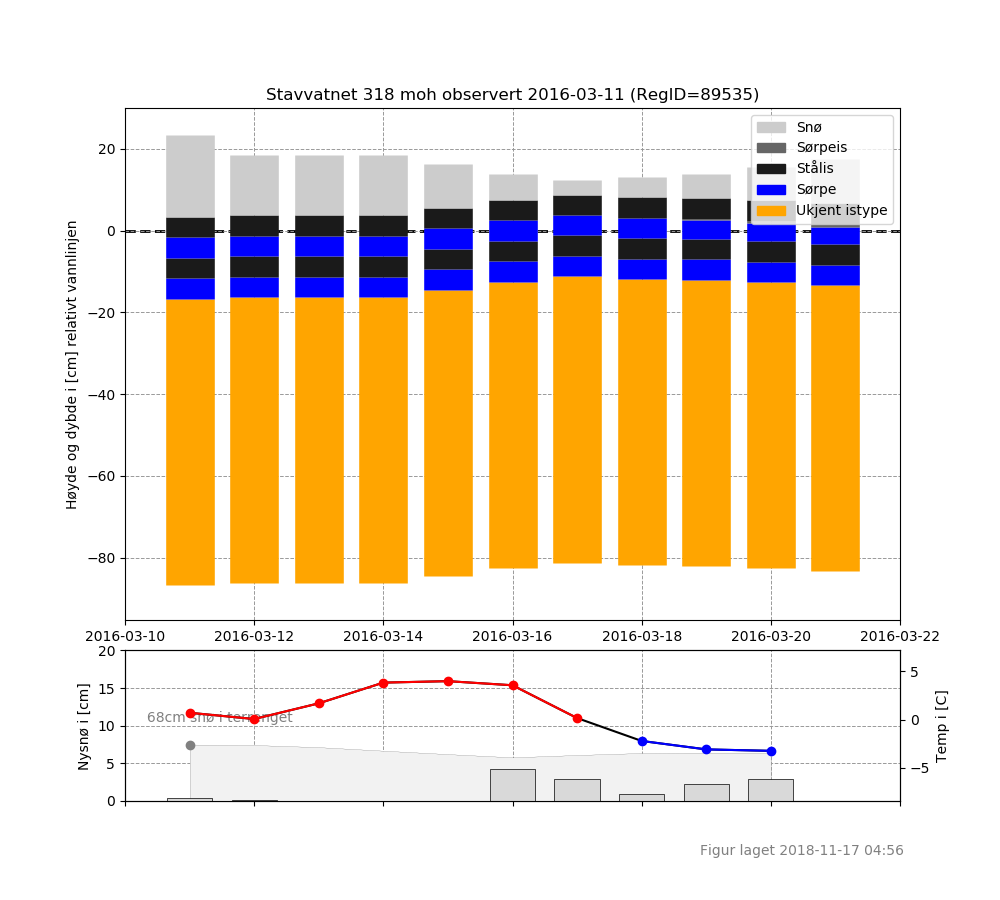 Stavvatnet 318 moh observert 2016-03-11 (RegID=89535)
Snø
Sørpeis
Stålis
Sørpe
Ukjent istype
Høyde og dybde i [cm] relativt vannlinjen
20
0
−20
−40
−60
−80
2016-03-10 2016-03-12 2016-03-14 2016-03-16 2016-03-18 2016-03-20 2016-03-22
Nysnø i [cm]
20
15
10
5
0
68cm snø i terrenget
5
0
−5
Temp i [C]
Figur laget 2018-11-17 04:56